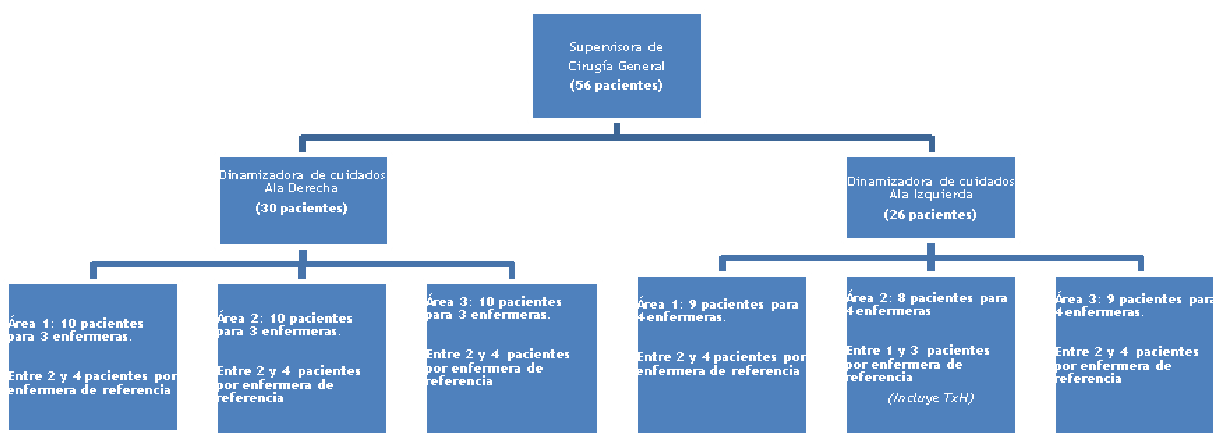 Supervisora de
Cirugía General
(56 pacientes)
Dinamizadora de cuidados
Ala Derecha
(30 pacientes)
Dinamizadora de cuidados
Ala Izquierda
(26 pacientes)
Área 1: 10 pacientes
para 3 enfermeras.
Entre 2 y 4 pacientes por
enfermera de referencia
Área 2: 10 pacientes
para 3 enfermeras.
Entre 2 y 4 pacientes
por enfermera de
referencia
Área 3: 10 pacientes
para 3 enfermeras.
Entre 2 y 4 pacientes
por enfermera de
referencia
Área 1: 9 pacientes para
4 enfermeras.
Entre 2 y 4 pacientes por
enfermera de referencia
Área 2: 8 pacientes para
4 enfermeras
Entre 1 y 3 pacientes
por enfermera de
referencia
(Incluye TxH)
Área 3: 9 pacientes para
4 enfermeras.
Entre 2 y 4 pacientes
por enfermera de
referencia